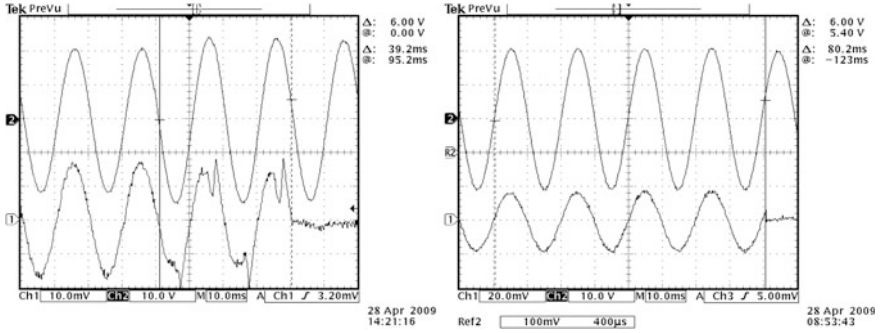 Tek PreVu
Δ: 6.00 V
@: 0.00 V
Δ: 39.2ms
@: 95.2ms
2
1
Ch1 10.0mV Ch2 10.0 V M 10.0ms A Ch1 ∫ 3.20mV
28 Apr 2009
14:21:16
Tek PreVu
Δ: 6.00 V
@: 5.40 V
Δ: 80.2ms
@: −123ms
2
R2
1
Ch1 20.0mV Ch2 10.0 V M 10.0ms A Ch3 ∫ 5.00mV
Ref2 100mV 400µs
28 Apr 2009
08:53:43